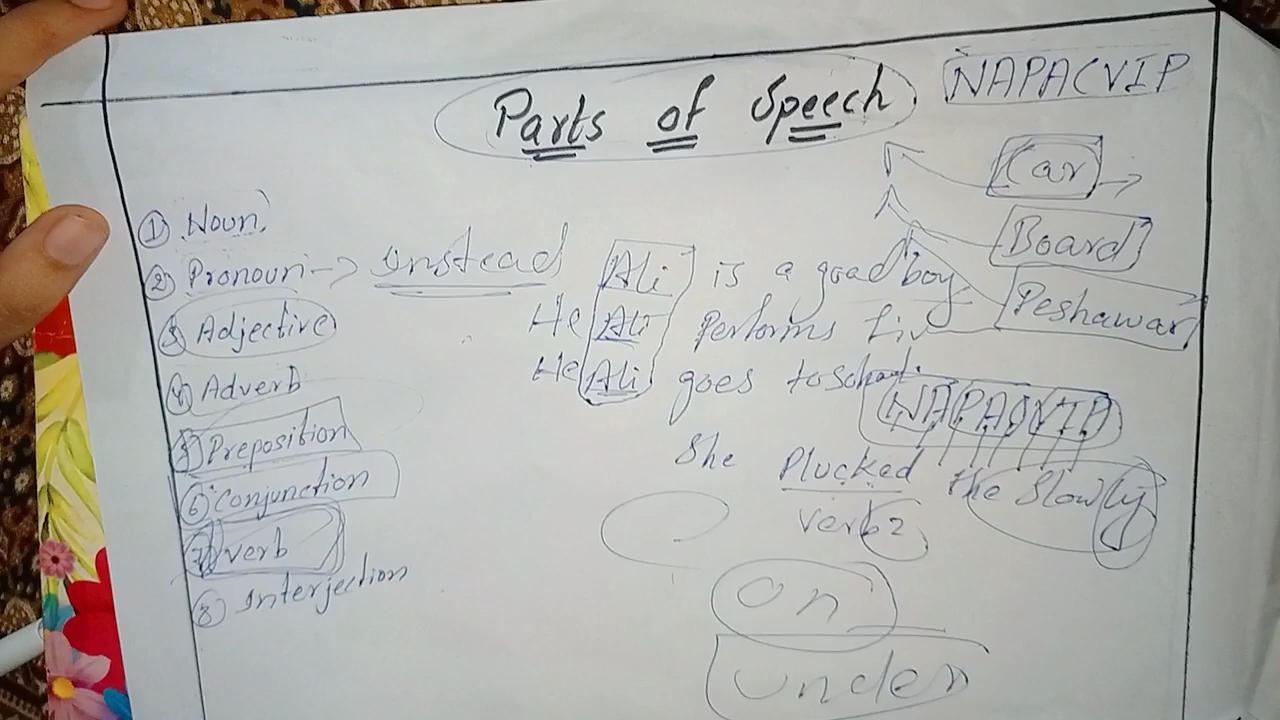 Parts of Speech
NAPACVIP
Car
Board
Peshawar
① Noun
② Pronoun -> instead
③ Adjective
④ Adverb
⑤ Preposition
⑥ Conjunction
⑦ Verb
⑧ Interjection
Ali is a good boy
He Ali Performs
He Ali goes to school.
NAPACVIP
She Plucked the Slowly
Verb 2
on
under